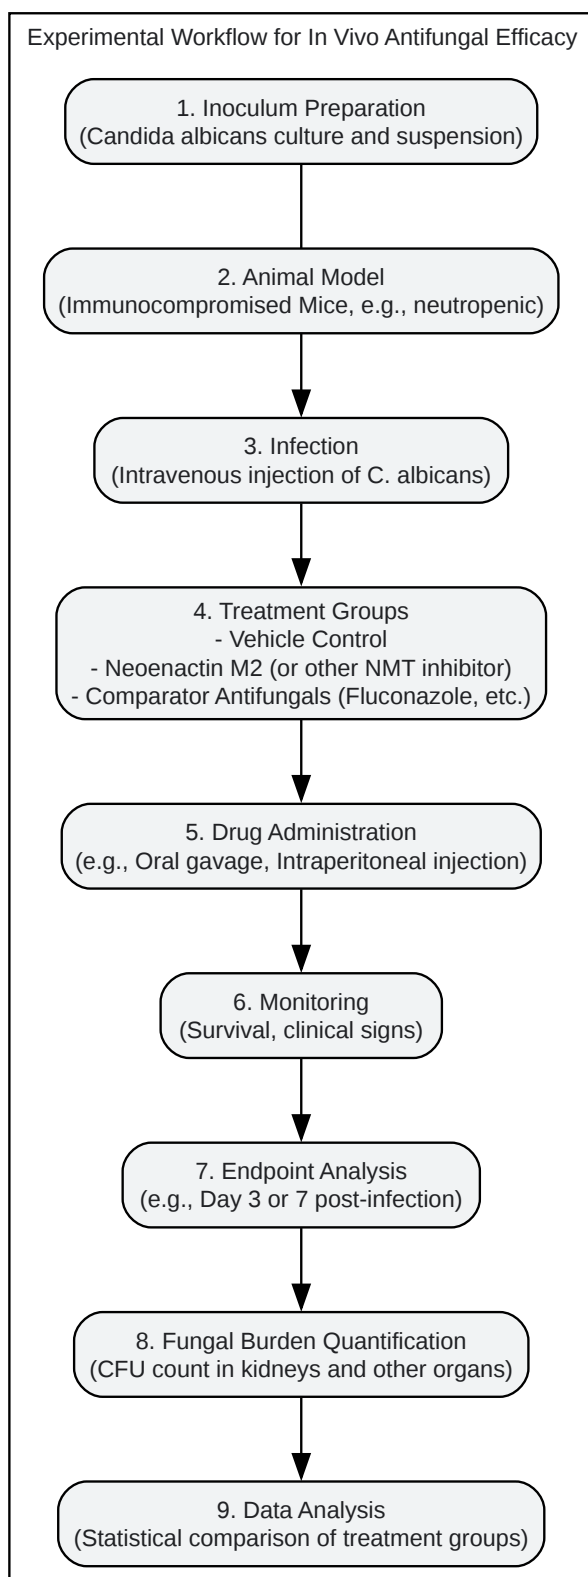 Experimental Workflow for In Vivo Antifungal Efficacy
1. Inoculum Preparation
(Candida albicans culture and suspension)
2. Animal Model
(Immunocompromised Mice, e.g., neutropenic)
3. Infection
(Intravenous injection of C. albicans)
4. Treatment Groups
- Vehicle Control
- Neoenactin M2 (or other NMT inhibitor)
- Comparator Antifungals (Fluconazole, etc.)
5. Drug Administration
(e.g., Oral gavage, Intraperitoneal injection)
6. Monitoring
(Survival, clinical signs)
7. Endpoint Analysis
(e.g., Day 3 or 7 post-infection)
8. Fungal Burden Quantification
(CFU count in kidneys and other organs)
9. Data Analysis
(Statistical comparison of treatment groups)